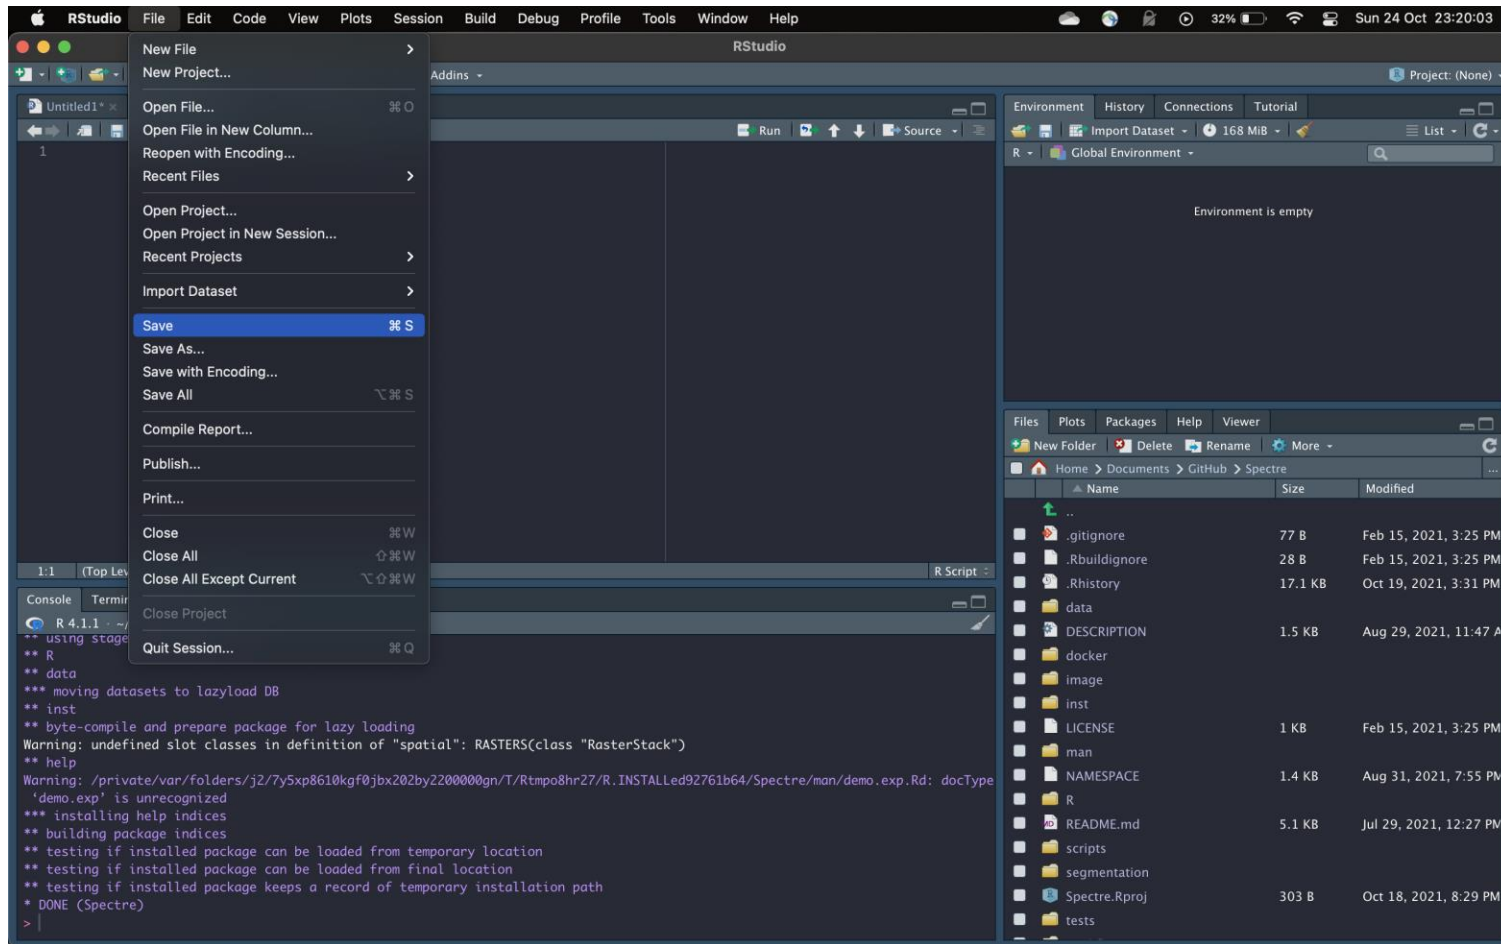 RStudio File Edit Code View Plots Session Build Debug Profile Tools Window Help 32% Sun 24 Oct 23:20:03
RStudio
Addins Project: (None)
New File
New Project...
Open File... ⌘ O
Open File in New Column...
Reopen with Encoding...
Recent Files
Open Project...
Open Project in New Session...
Recent Projects
Import Dataset
Save ⌘ S
Save As...
Save with Encoding...
Save All ⌥ ⌘ S
Compile Report...
Publish...
Print...
Close ⌘ W
Close All ⇧ ⌘ W
Close All Except Current ⌥ ⇧ ⌘ W
Close Project
Quit Session... ⌘ Q
Untitled1*
Run Source
1
1:1 (Top Lev R Script
Console Termin
R 4.1.1 · ~/
** using stage
** R
** data
*** moving datasets to lazyload DB
** inst
** byte-compile and prepare package for lazy loading
Warning: undefined slot classes in definition of "spatial": RASTERS(class "RasterStack")
** help
Warning: /private/var/folders/j2/7y5xp8610kgf0jbx202by2200000gn/T/Rtmpo8hr27/R.INSTALLed92761b64/Spectre/man/demo.exp.Rd: docType
‘demo.exp’ is unrecognized
*** installing help indices
** building package indices
** testing if installed package can be loaded from temporary location
** testing if installed package can be loaded from final location
** testing if installed package keeps a record of temporary installation path
* DONE (Spectre)
>
Environment History Connections Tutorial
Import Dataset 168 MiB List
R Global Environment
Environment is empty
Files Plots Packages Help Viewer
New Folder Delete Rename More
Home Documents GitHub Spectre ...
Name Size Modified
..
.gitignore 77 B Feb 15, 2021, 3:25 PM
.Rbuildignore 28 B Feb 15, 2021, 3:25 PM
.Rhistory 17.1 KB Oct 19, 2021, 3:31 PM
data
DESCRIPTION 1.5 KB Aug 29, 2021, 11:47 A
docker
image
inst
LICENSE 1 KB Feb 15, 2021, 3:25 PM
man
NAMESPACE 1.4 KB Aug 31, 2021, 7:55 PM
R
README.md 5.1 KB Jul 29, 2021, 12:27 PM
scripts
segmentation
Spectre.Rproj 303 B Oct 18, 2021, 8:29 PM
tests